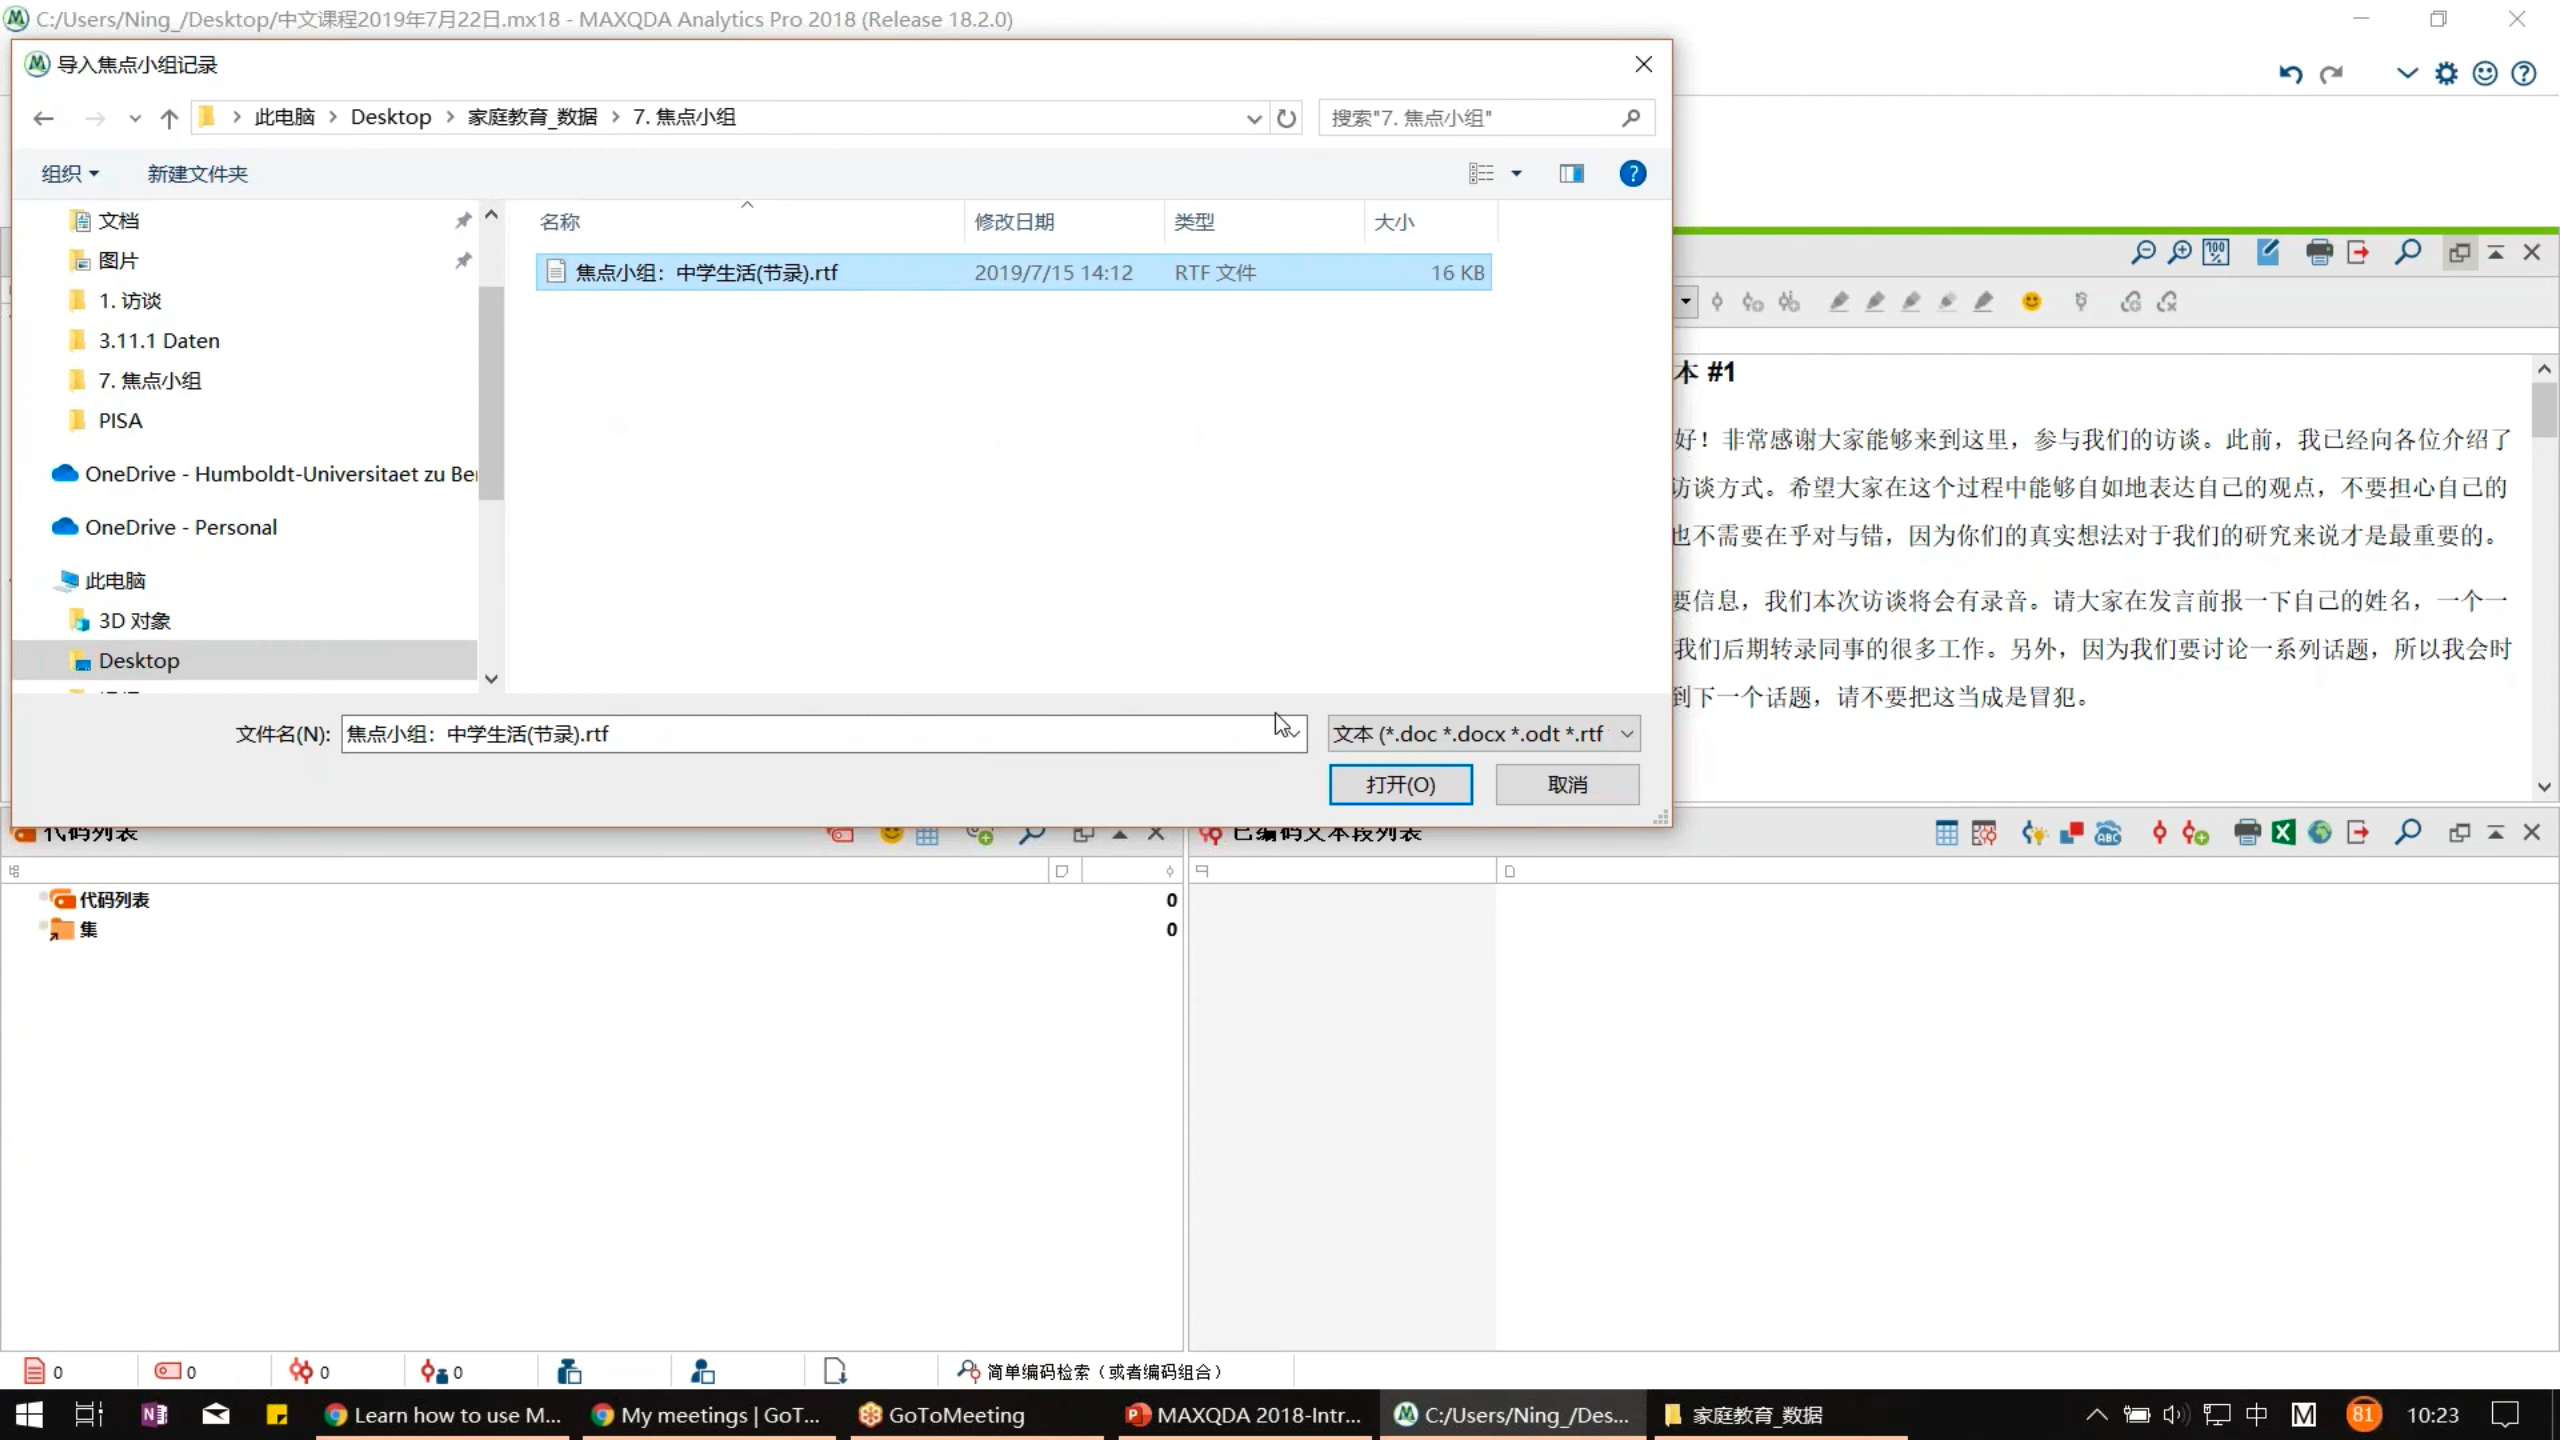 C:/Users/Ning_/Desktop/中文课程2019年7月22日.mx18 - MAXQDA Analytics Pro 2018 (Release 18.2.0)
导入焦点小组记录
此电脑 > Desktop > 家庭教育_数据 > 7. 焦点小组
搜索"7. 焦点小组"
组织
新建文件夹
名称 修改日期 类型 大小
焦点小组：中学生活(节录).rtf 2019/7/15 14:12 RTF 文件 16 KB
文档
图片
1. 访谈
3.11.1 Daten
7. 焦点小组
PISA
OneDrive - Humboldt-Universitaet zu Ber
OneDrive - Personal
此电脑
3D 对象
Desktop
文件名(N): 焦点小组：中学生活(节录).rtf
文本 (*.doc *.docx *.odt *.rtf
打开(O)
取消
100 %
本 #1
好！非常感谢大家能够来到这里，参与我们的访谈。此前，我已经向各位介绍了
访谈方式。希望大家在这个过程中能够自如地表达自己的观点，不要担心自己的
也不需要在乎对与错，因为你们的真实想法对于我们的研究来说才是最重要的。
要信息，我们本次访谈将会有录音。请大家在发言前报一下自己的姓名，一个一
我们后期转录同事的很多工作。另外，因为我们要讨论一系列话题，所以我会时
到下一个话题，请不要把这当成是冒犯。
代码列表
已编码文本段列表
ABC
代码列表 0
集 0
0
0
0
0
简单编码检索（或者编码组合）
Learn how to use M...
My meetings | GoT...
GoToMeeting
MAXQDA 2018-Intr...
C:/Users/Ning_/Des...
家庭教育_数据
中
M
81
10:23